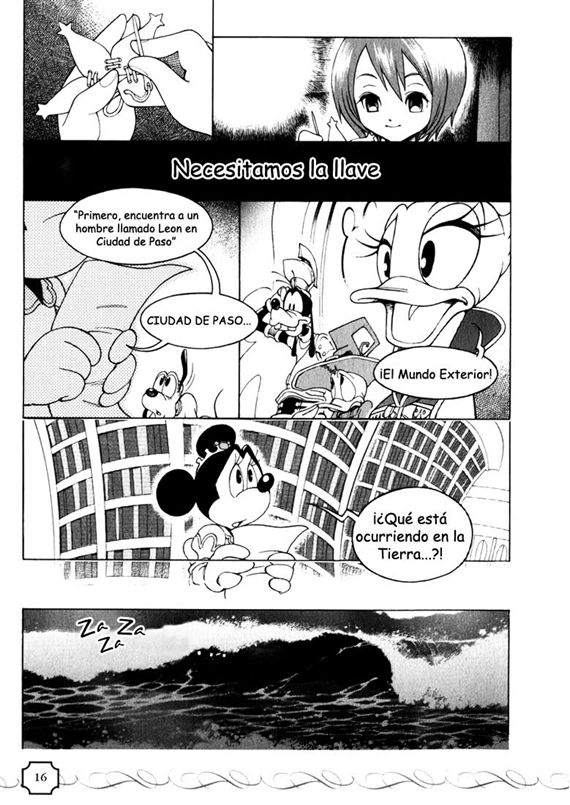 Necesitamos la llave
"Primero, encuentra a un
hombre llamado Leon en
Ciudad de Paso"
CIUDAD DE PASO...
¡El Mundo Exterior!
¡¿Qué está
ocurriendo en la
Tierra...?!
Za Za
Za
16